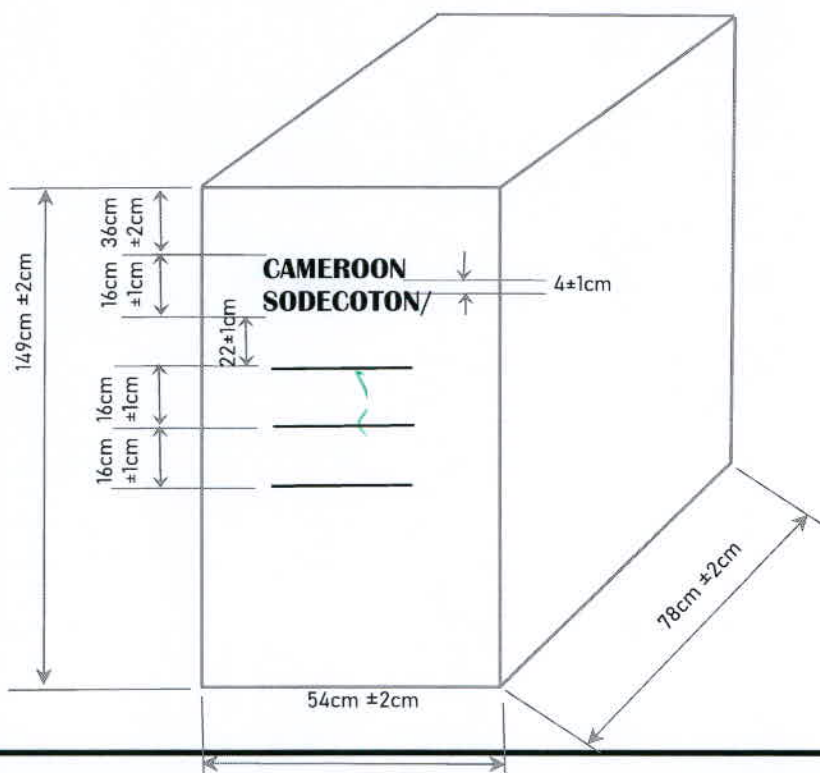 36cm
±2cm
149cm ±2cm
CAMEROON
16cm
±1cm
4±1cm
SODECOTON/
22±1cm
16cm
±1cm
16cm
±1cm
78cm ±2cm
54cm ±2cm